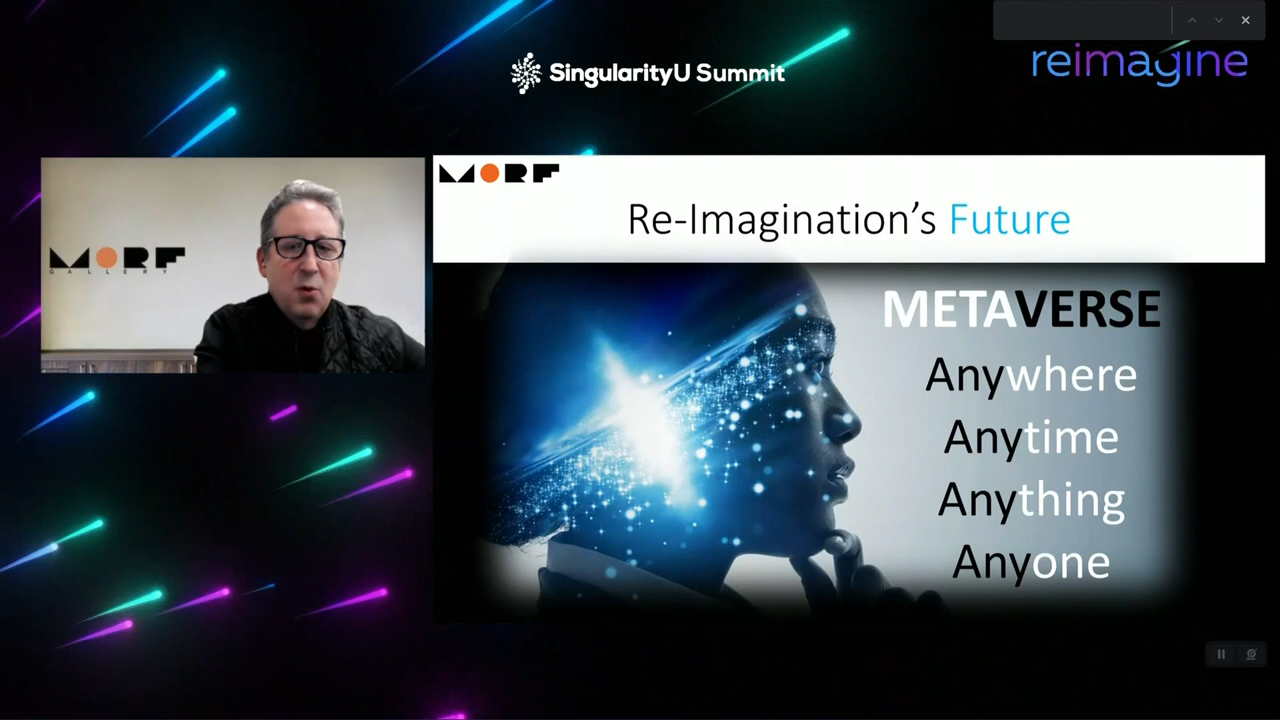 SingularityU Summit
reimagine
MORF
GALLERY
MORF
Re-Imagination’s Future
METAVERSE
Anywhere
Anytime
Anything
Anyone